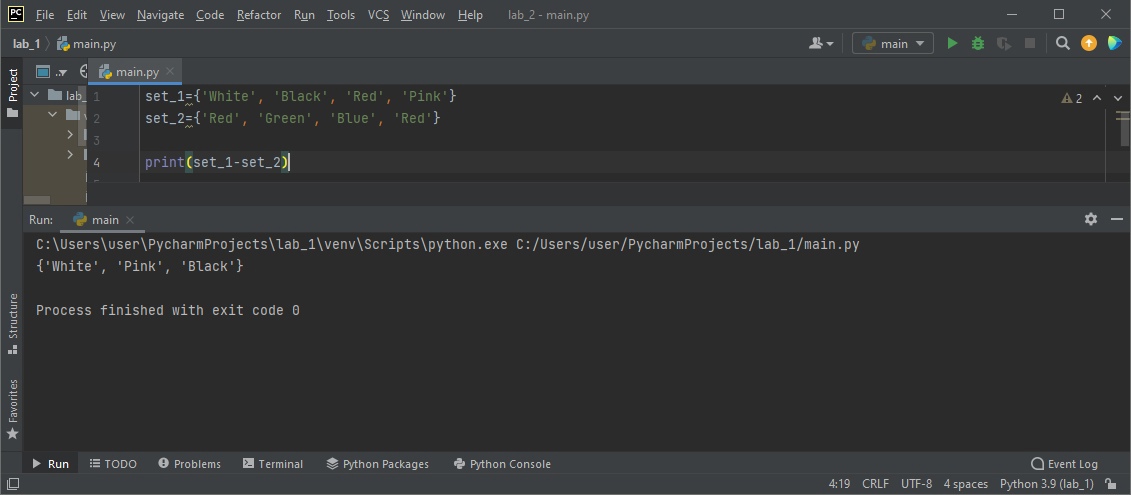 PC File Edit View Navigate Code Refactor Run Tools VCS Window Help lab_2 - main.py
lab_1 main.py main
Project .. main.py
lab_
1 set_1={'White', 'Black', 'Red', 'Pink'} 2
2 set_2={'Red', 'Green', 'Blue', 'Red'}
3
4 print(set_1-set_2)
Run: main
C:\Users\user\PycharmProjects\lab_1\venv\Scripts\python.exe C:/Users/user/PycharmProjects/lab_1/main.py
{'White', 'Pink', 'Black'}
Process finished with exit code 0
Structure
Favorites
Run TODO Problems Terminal Python Packages Python Console Event Log
4:19 CRLF UTF-8 4 spaces Python 3.9 (lab_1)